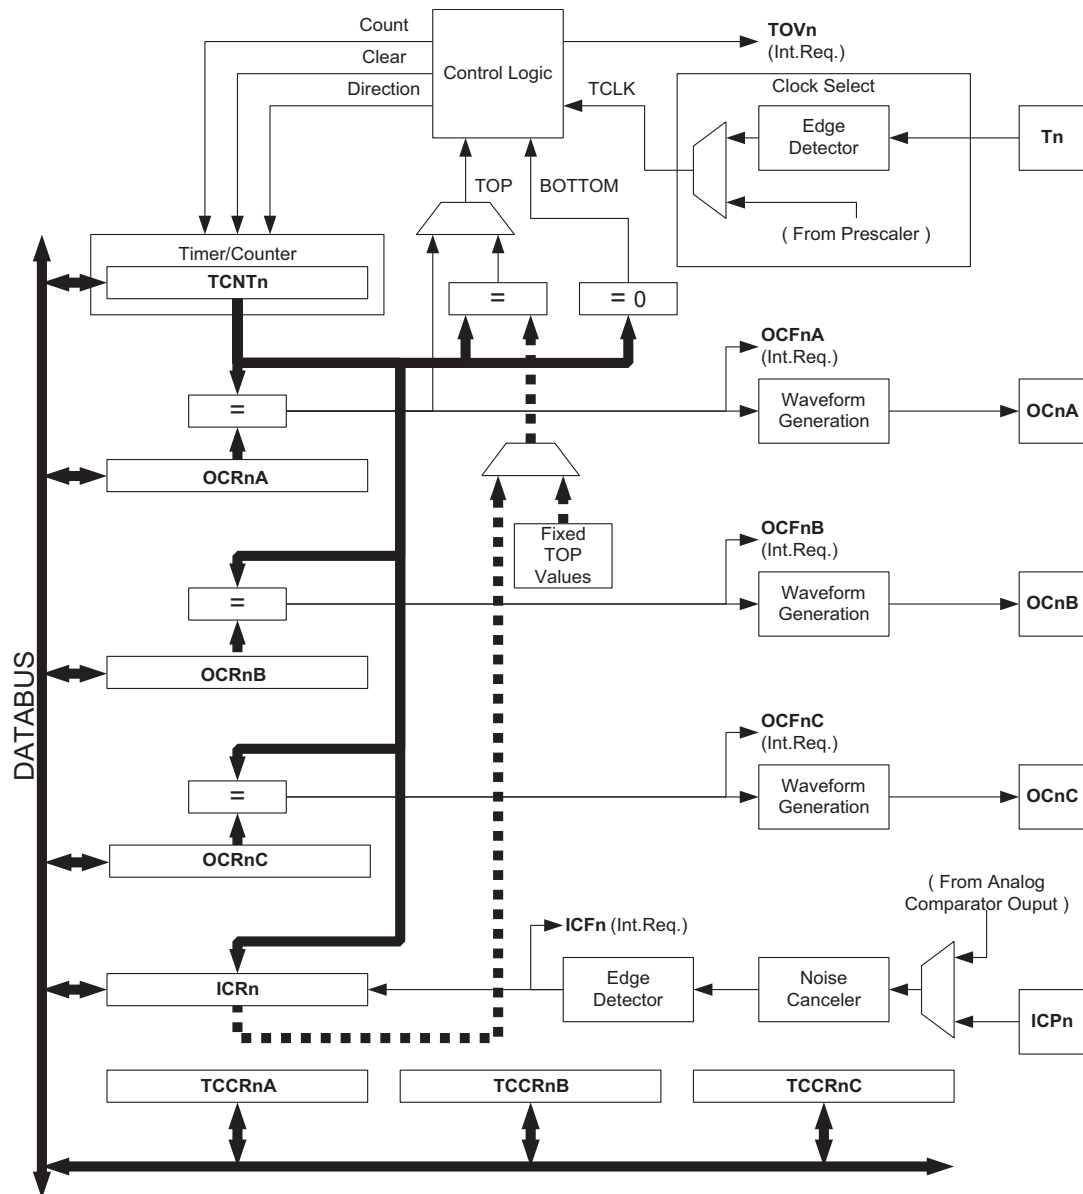 Count
Clear
Direction
Control Logic
TOVn
(Int.Req.)
TCLK
Clock Select
Edge
Detector
Tn
( From Prescaler )
TOP
BOTTOM
Timer/Counter
TCNTn
=
= 0
=
OCRnA
OCFnA
(Int.Req.)
Waveform
Generation
OCnA
Fixed
TOP
Values
=
OCRnB
OCFnB
(Int.Req.)
Waveform
Generation
OCnB
DATABUS
=
OCRnC
OCFnC
(Int.Req.)
Waveform
Generation
OCnC
( From Analog
Comparator Ouput )
ICFn (Int.Req.)
ICRn
Edge
Detector
Noise
Canceler
ICPn
TCCRnA
TCCRnB
TCCRnC